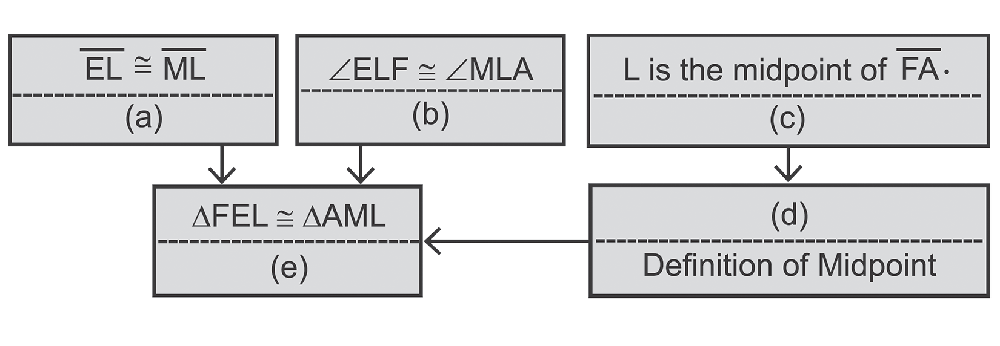 EL ≅ ML
(a)
∠ELF ≅ ∠MLA
(b)
L is the midpoint of FA.
(c)
ΔFEL ≅ ΔAML
(e)
(d)
Definition of Midpoint